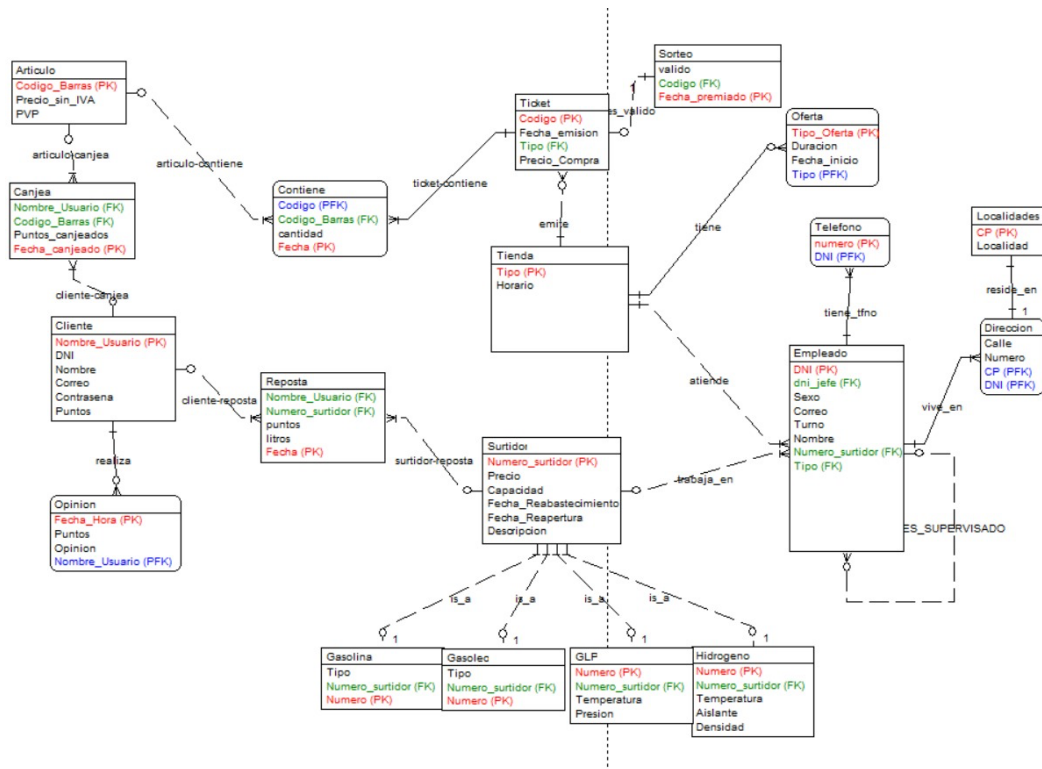 Sorteo
valido
Codigo (FK)
Fecha_premiado (PK)
Articulo
Codigo_Barras (PK)
Precio_sin_IVA
PVP
Ticket
Codigo (PK)
Fecha_emision
Tipo (FK)
Precio_Compra
1
es_valido
Oferta
Tipo_Oferta (PK)
Duracion
Fecha_inicio
Tipo (PFK)
articulo-canjea
articulo-contiene
ticket-contiene
Canjea
Nombre_Usuario (FK)
Codigo_Barras (FK)
Puntos_canjeados
Fecha_canjeado (PK)
Contiene
Codigo (PFK)
Codigo_Barras (FK)
cantidad
Fecha (PK)
emite
tiene
Telefono
numero (PK)
DNI (PFK)
Localidades
CP (PK)
Localidad
Tienda
Tipo (PK)
Horario
cliente-canjea
tiene_tfno
reside_en
1
Cliente
Nombre_Usuario (PK)
DNI
Nombre
Correo
Contrasena
Puntos
Direccion
Calle
Numero
CP (PFK)
DNI (PFK)
Empleado
DNI (PK)
dni_jefe (FK)
Sexo
Correo
Turno
Nombre
Numero_surtidor (FK)
Tipo (FK)
atiende
vive_en
cliente-reposta
Reposta
Nombre_Usuario (FK)
Numero_surtidor (FK)
puntos
litros
Fecha (PK)
realiza
surtidor-reposta
Surtidor
Numero_surtidor (PK)
Precio
Capacidad
Fecha_Reabastecimiento
Fecha_Reapertura
Descripcion
trabaja_en
ES_SUPERVISADO
Opinion
Fecha_Hora (PK)
Puntos
Opinion
Nombre_Usuario (PFK)
is_a
is_a
is_a
is_a
1
1
1
1
Gasolina
Tipo
Numero_surtidor (FK)
Numero (PK)
Gasoleo
Tipo
Numero_surtidor (FK)
Numero (PK)
GLP
Numero (PK)
Numero_surtidor (FK)
Temperatura
Presion
Hidrogeno
Numero (PK)
Numero_surtidor (FK)
Temperatura
Aislante
Densidad